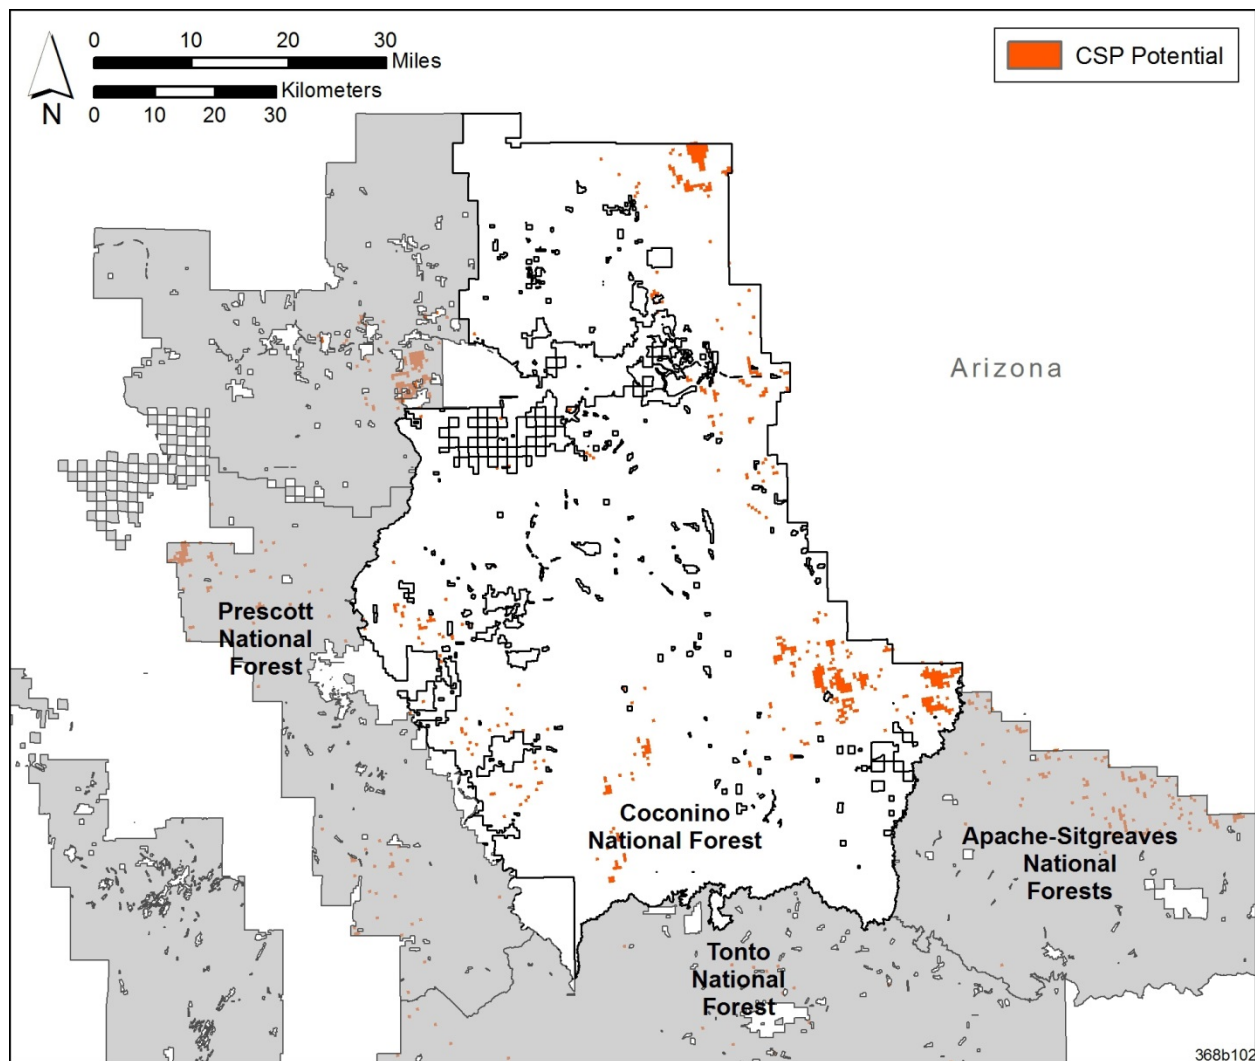 0 10 20 30
Miles
Kilometers
0 10 20 30
N
CSP Potential
Arizona
Prescott
National
Forest
Coconino
National Forest
Apache-Sitgreaves
National
Forests
Tonto
National
Forest
368b102